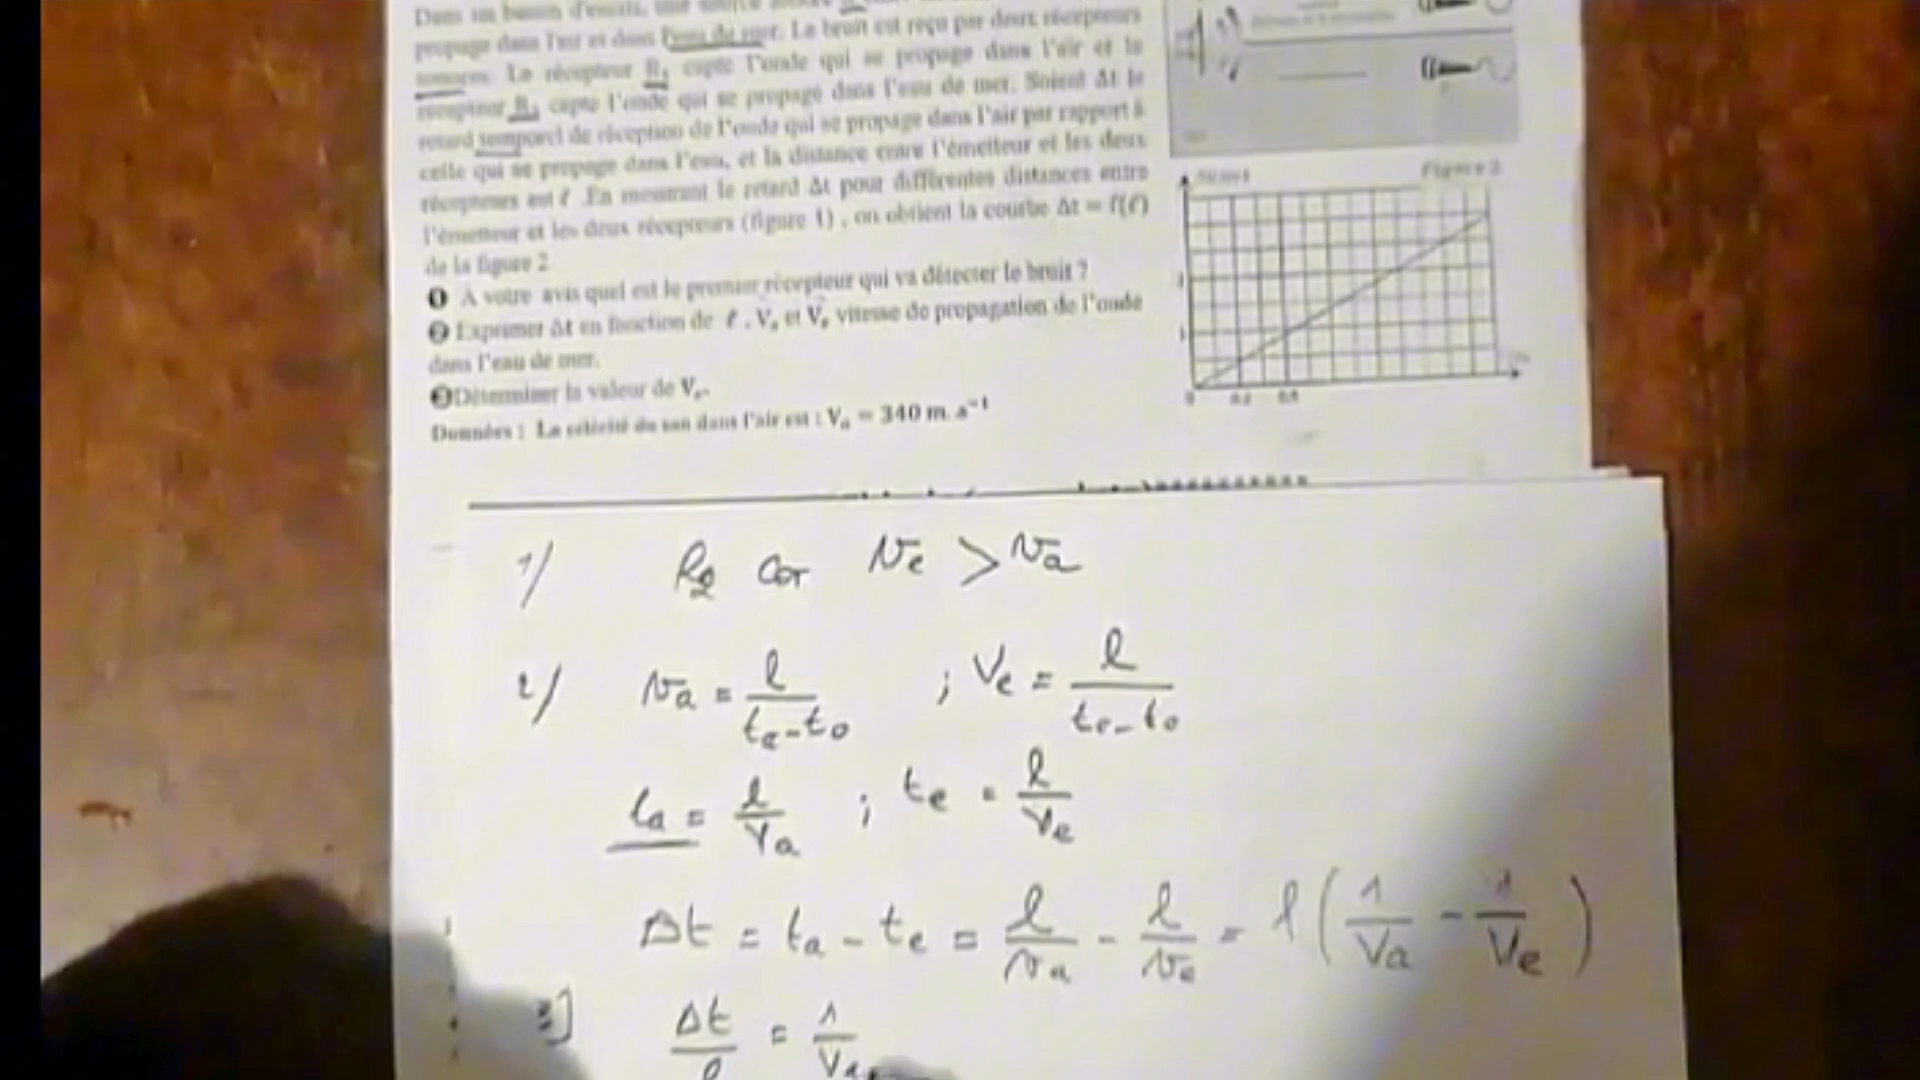 Dans un bassin d'essais, une source sonore
propage dans l'air et dans l'eau de mer. Le bruit est reçu par deux récepteurs
sonores. Le récepteur R₁ capte l'onde qui se propage dans l'air et le
récepteur R₂ capte l'onde qui se propage dans l'eau de mer. Soient Δt le
retard temporel de réception de l'onde qui se propage dans l'air par rapport à
celle qui se propage dans l'eau, et la distance entre l'émetteur et les deux
récepteurs est ℓ .En mesurant le retard Δt pour différentes distances entre
l'émetteur et les deux récepteurs (figure 1) , on obtient la courbe Δt = f(ℓ)
de la figure 2
❶ A votre avis quel est le premier récepteur qui va détecter le bruit ?
❷ Exprimer Δt en fonction de ℓ , Vₐ et Vₑ vitesse de propagation de l'onde
dans l'eau de mer.
❸Déterminer la valeur de Vₑ.
Données : La célérité du son dans l'air est : Vₐ = 340 m. s⁻¹
Figure 2
1
0
1/ R₂ car Ve > Va
2/ va = l/(ta-t0) ; Ve = l/(te-t0)
ta = l/Va ; te = l/Ve
Δt = ta - te = l/va - l/ve = l(1/Va - 1/Ve)
3] Δt/l = 1/Va